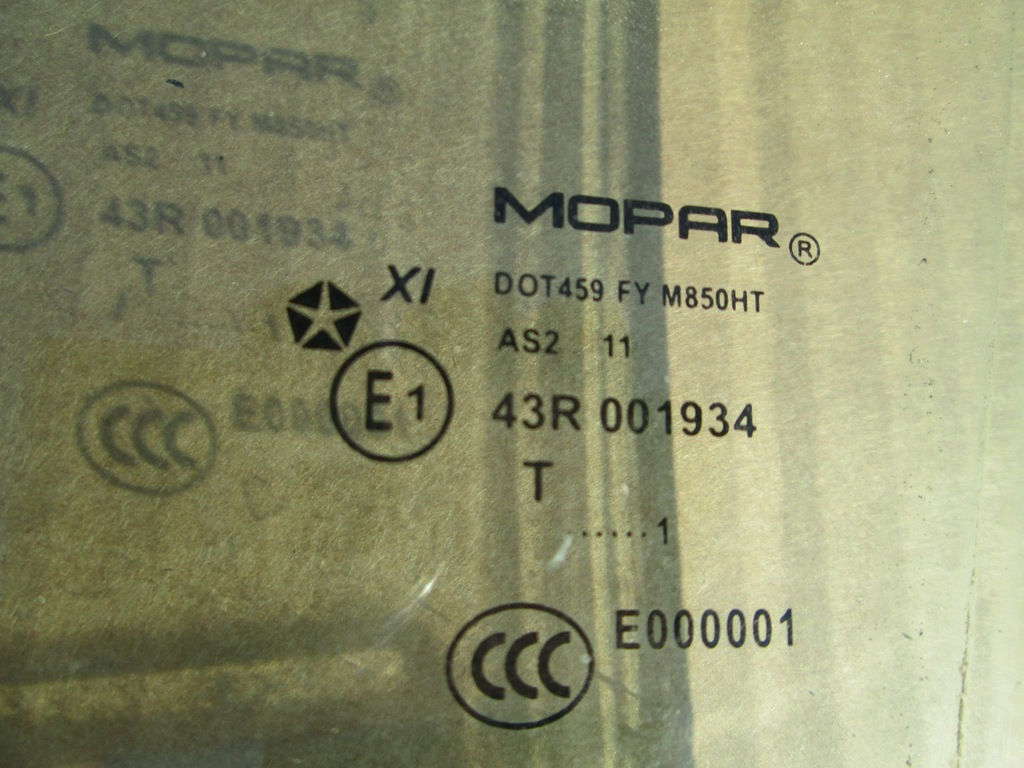 MOPAR®
XI DOT459 FY M850HT
AS2 11
E1 43R 001934
T
......1
CCC E000001